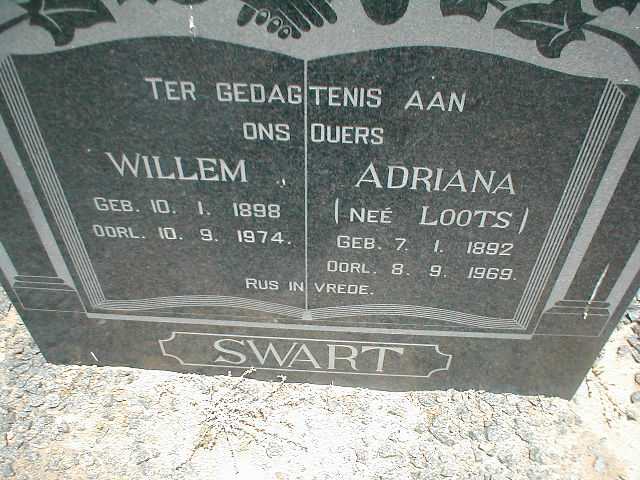 TER GEDAGTENIS AAN
ONS OUERS
WILLEM
GEB. 10. 1. 1898
OORL. 10. 9. 1974.
ADRIANA
(NEÉ LOOTS)
GEB. 7. 1. 1892
OORL. 8. 9. 1969.
RUS IN VREDE.
SWART